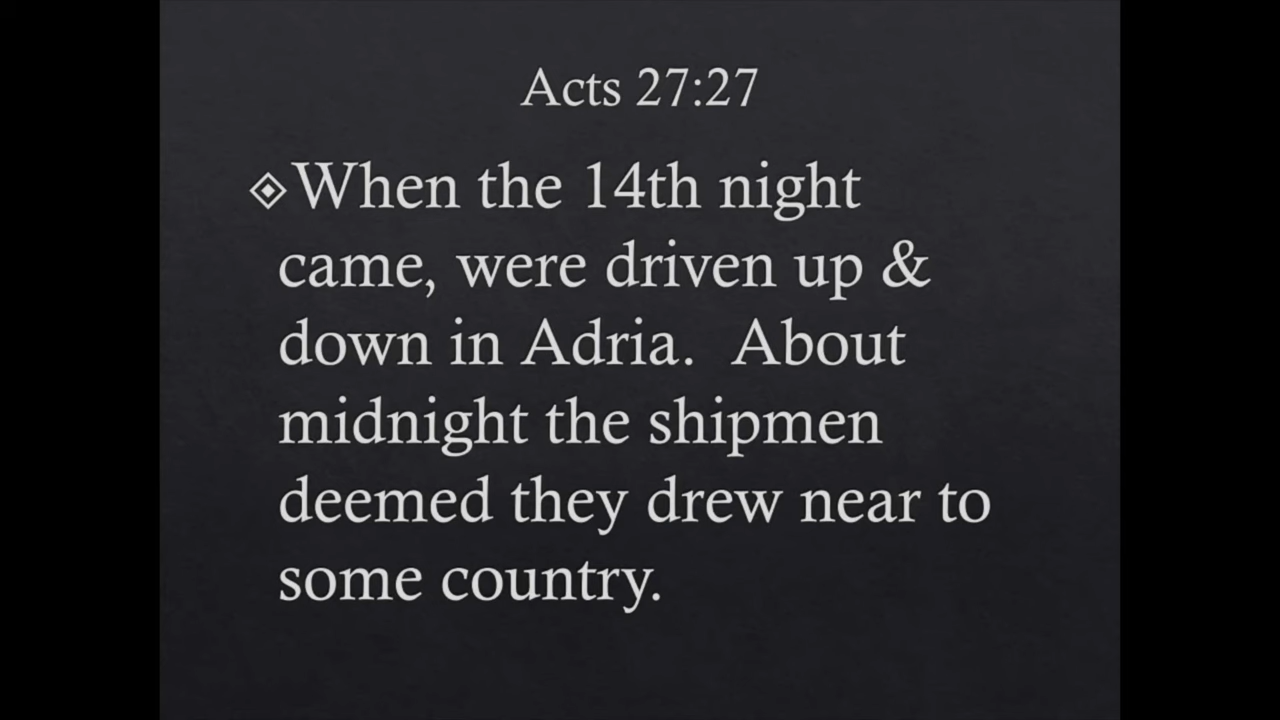 Acts 27:27
When the 14th night
came, were driven up &
down in Adria.  About
midnight the shipmen
deemed they drew near to
some country.